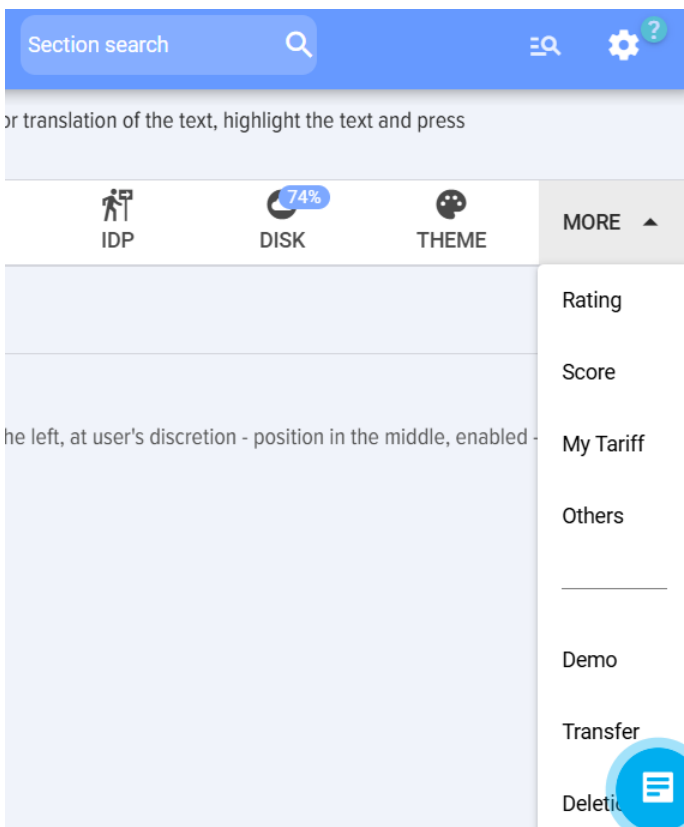 Section search
?
or translation of the text, highlight the text and press
74%
IDP
DISK
THEME
MORE
Rating
Score
he left, at user's discretion - position in the middle, enabled -
My Tariff
Others
Demo
Transfer